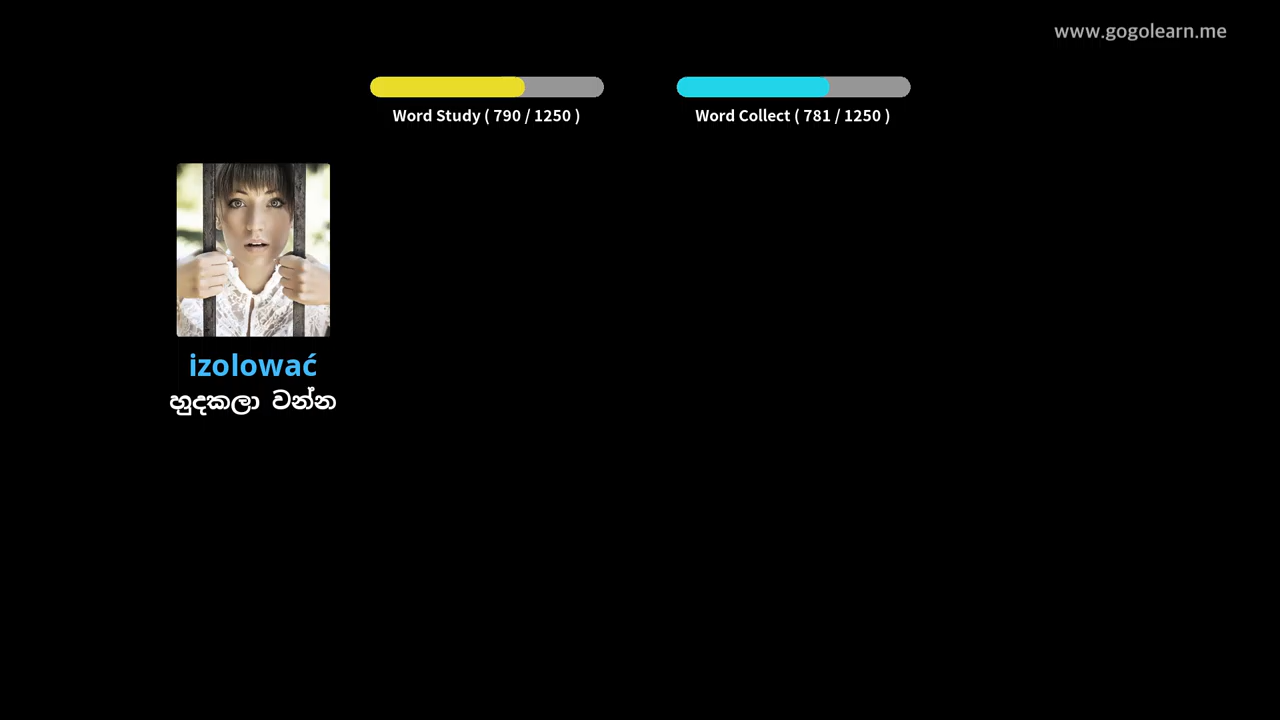 www.gogolearn.me
Word Study ( 790 / 1250 )
Word Collect ( 781 / 1250 )
izolować
හුදකලා වන්න